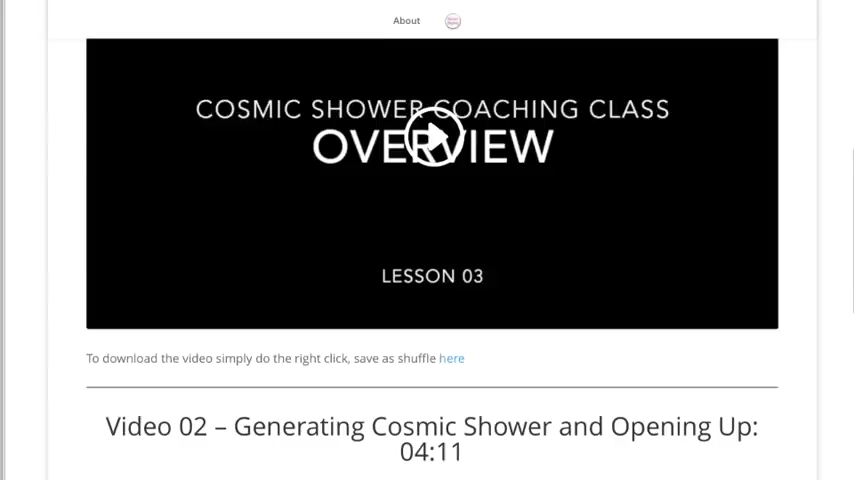 About
COSMIC SHOWER COACHING CLASS
OVERVIEW
LESSON 03
To download the video simply do the right click, save as shuffle here
Video 02 – Generating Cosmic Shower and Opening Up:
04:11